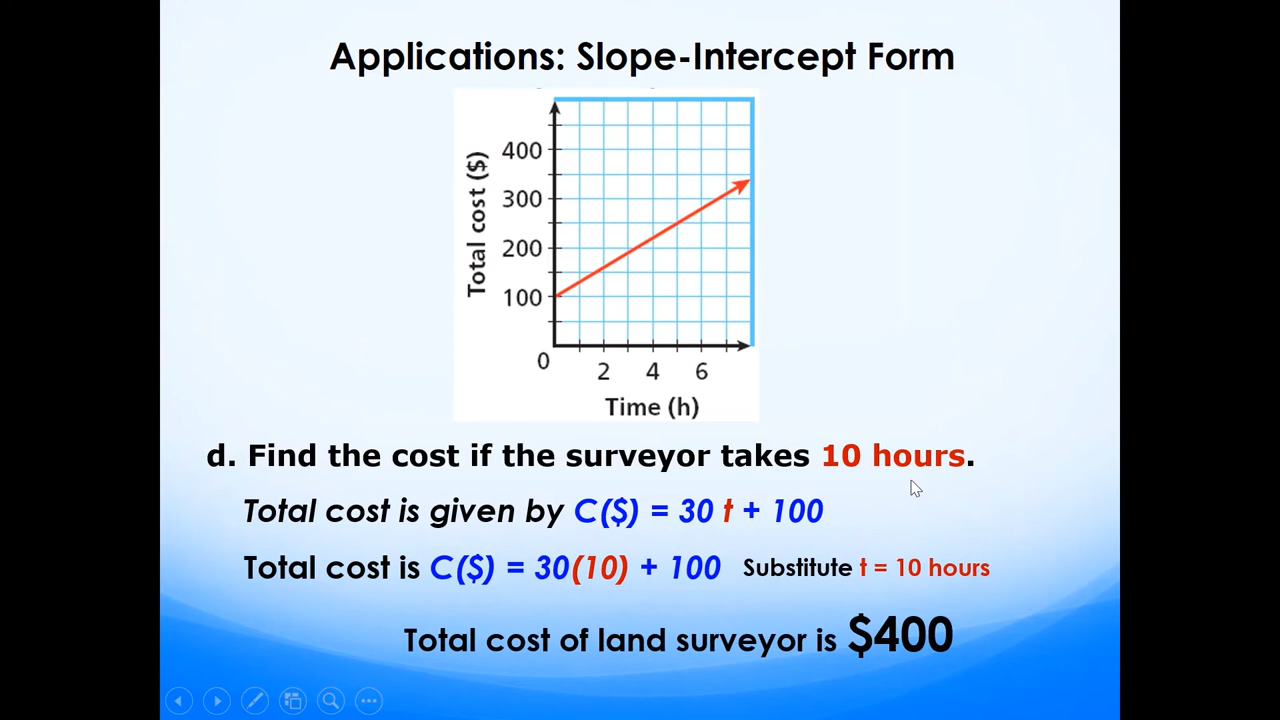 Applications: Slope-Intercept Form
Total cost ($)
400
300
200
100
0
2 4 6
Time (h)
d. Find the cost if the surveyor takes 10 hours.
Total cost is given by C($) = 30 t + 100
Total cost is C($) = 30(10) + 100 Substitute t = 10 hours
Total cost of land surveyor is $400